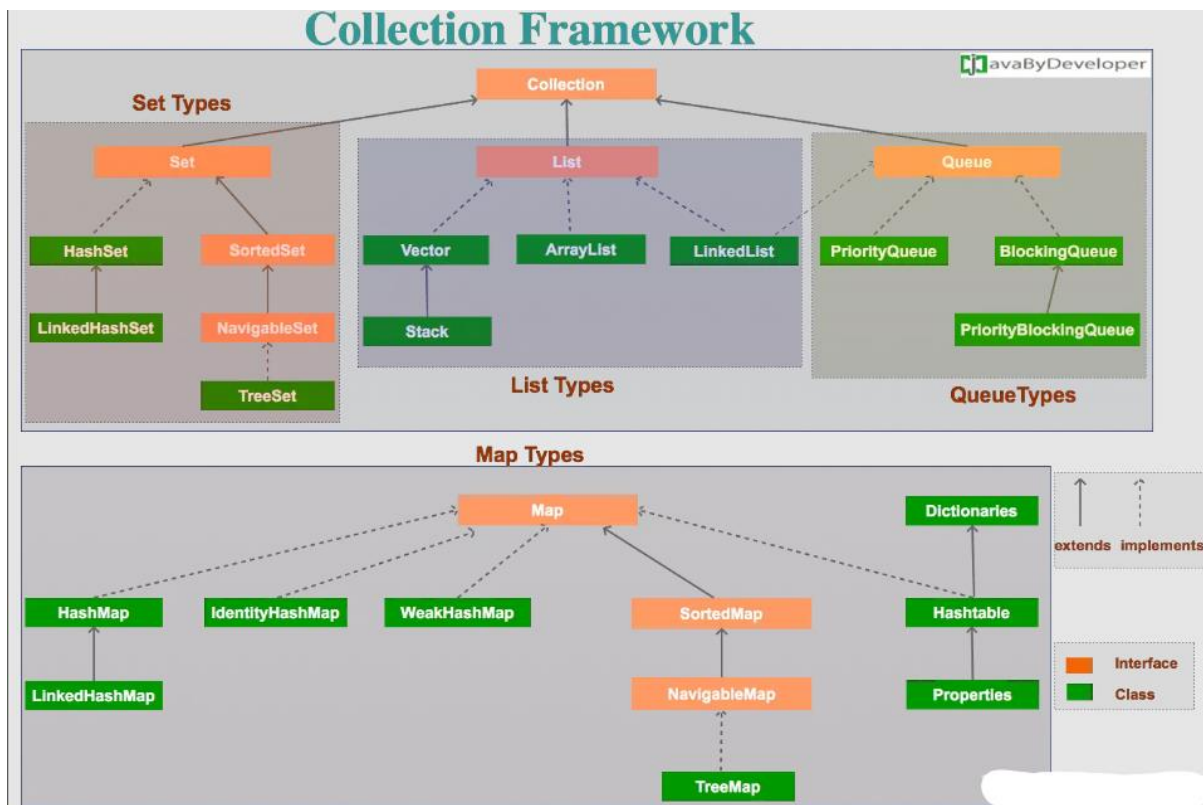 Collection Framework
avaByDeveloper
Collection
Set Types
Set
List
Queue
HashSet
SortedSet
Vector
ArrayList
LinkedList
PriorityQueue
BlockingQueue
LinkedHashSet
NavigableSet
Stack
PriorityBlockingQueue
TreeSet
List Types
QueueTypes
Map Types
Map
Dictionaries
extends
implements
HashMap
IdentityHashMap
WeakHashMap
SortedMap
Hashtable
Interface
LinkedHashMap
NavigableMap
Properties
Class
TreeMap